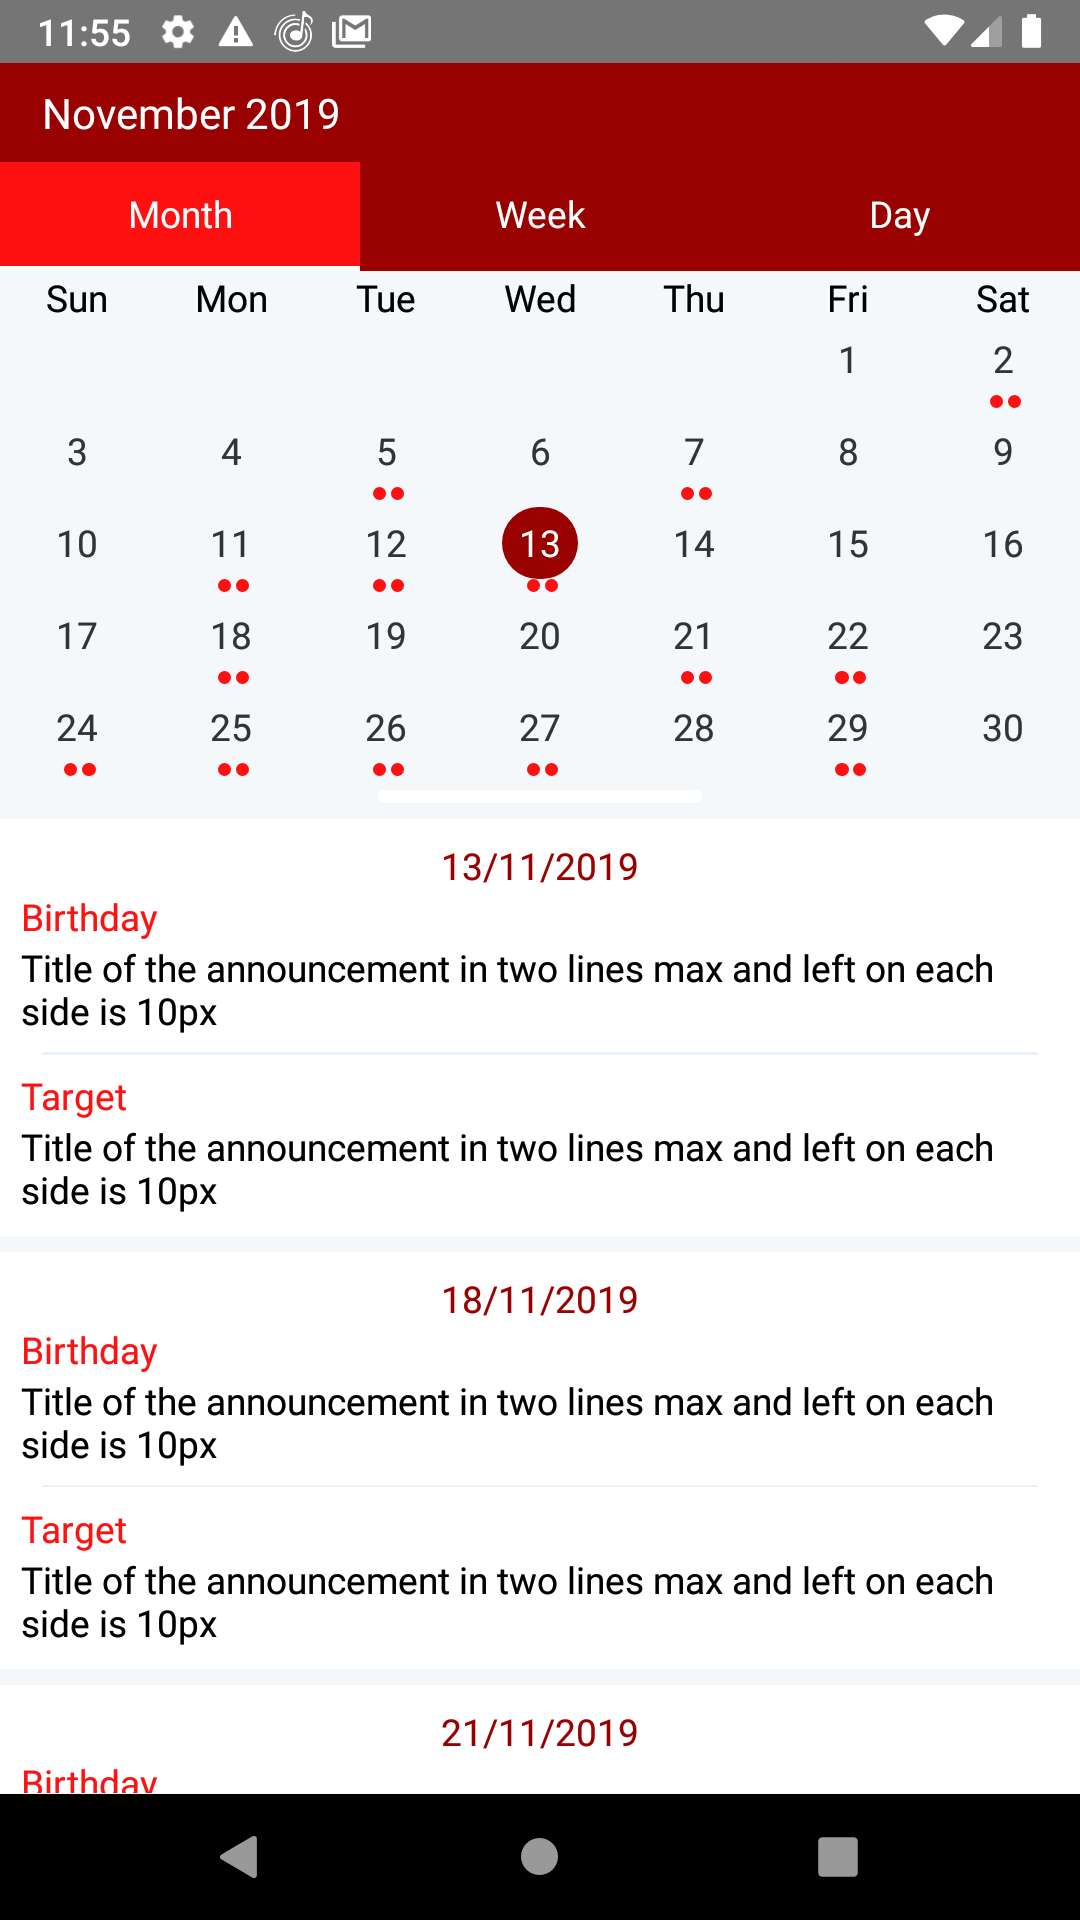 11:55
November 2019
Month Week Day
Sun Mon Tue Wed Thu Fri Sat
1 2
3 4 5 6 7 8 9
10 11 12 13 14 15 16
17 18 19 20 21 22 23
24 25 26 27 28 29 30
13/11/2019
Birthday
Title of the announcement in two lines max and left on each
side is 10px
Target
Title of the announcement in two lines max and left on each
side is 10px
18/11/2019
Birthday
Title of the announcement in two lines max and left on each
side is 10px
Target
Title of the announcement in two lines max and left on each
side is 10px
21/11/2019
Birthday